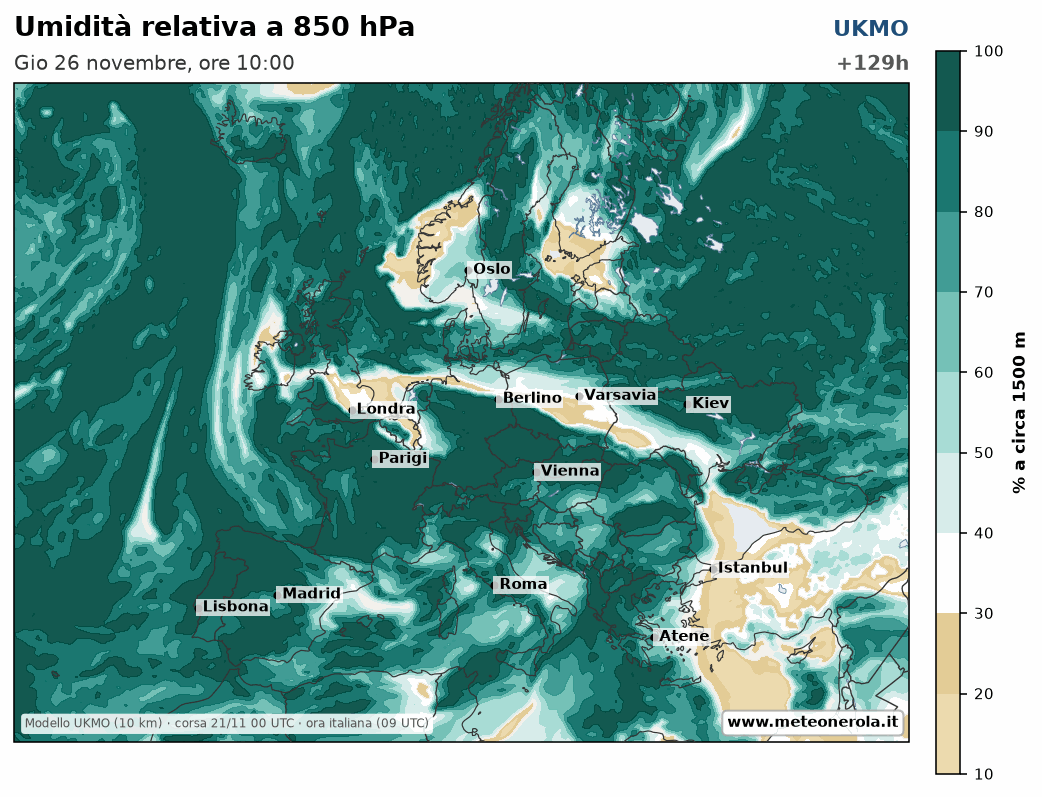 Umidità relativa a 850 hPa
UKMO
Gio 26 novembre, ore 10:00
+129h
100
90
80
70
60
50
40
30
20
10
% a circa 1500 m
Oslo
Londra
Berlino
Varsavia
Kiev
Parigi
Vienna
Istanbul
Roma
Madrid
Lisbona
Atene
Modello UKMO (10 km) · corsa 21/11 00 UTC · ora italiana (09 UTC)
www.meteonerola.it